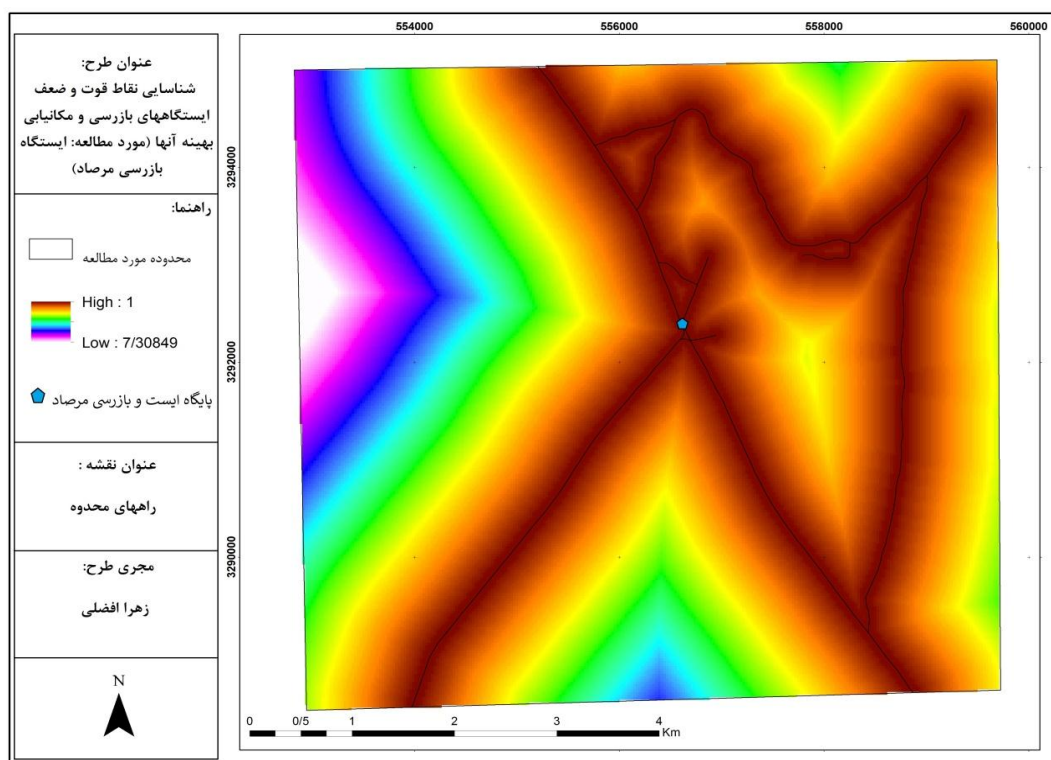 عنوان طرح:
شناسایی نقاط قوت و ضعف
ایستگاههای بازرسی و مکانیابی
بهینه آنها (مورد مطالعه: ایستگاه
بازرسی مرصاد)
راهنما:
محدوده مورد مطالعه
High : 1
Low : 7/30849
پایگاه ایست و بازرسی مرصاد
عنوان نقشه :
راههای محدوه
مجری طرح:
زهرا افضلی
N
554000
556000
558000
560000
3294000
3292000
3290000
0
0/5
1
2
3
4
Km